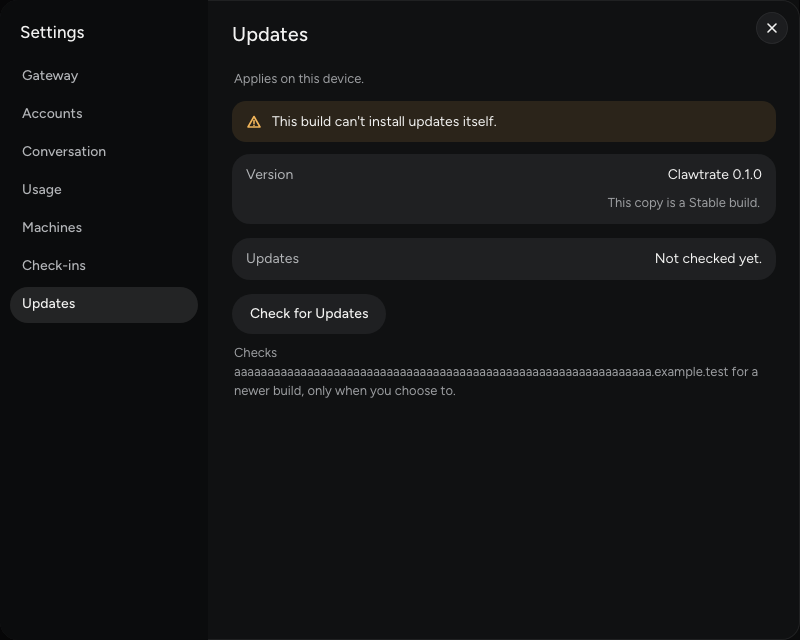 Settings
Gateway
Accounts
Conversation
Usage
Machines
Check-ins
Updates
Updates
Applies on this device.
This build can't install updates itself.
Version
Clawtrate 0.1.0
This copy is a Stable build.
Updates
Not checked yet.
Check for Updates
Checks
aaaaaaaaaaaaaaaaaaaaaaaaaaaaaaaaaaaaaaaaaaaaaaaaaaaaaaaaaaaaaaa.example.test for a
newer build, only when you choose to.